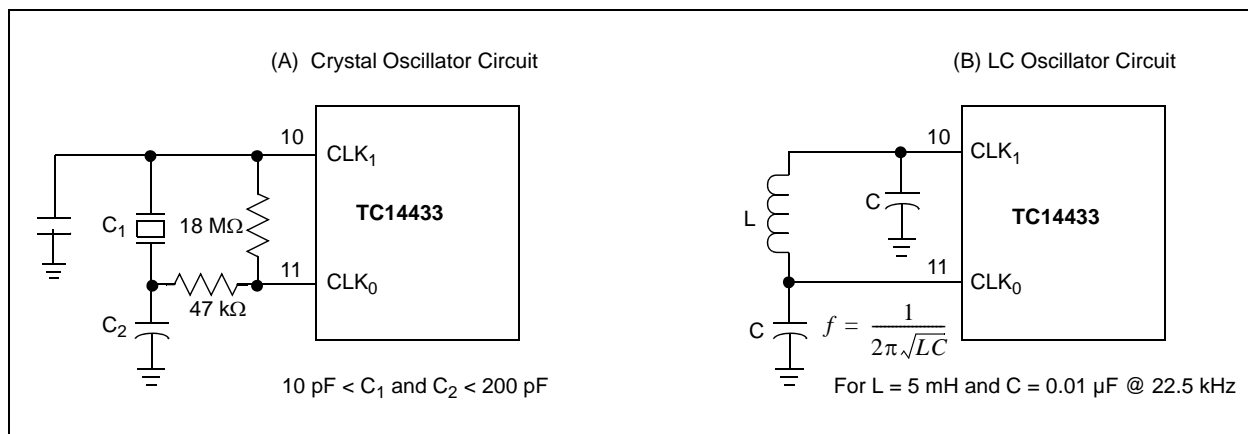 (A) Crystal Oscillator Circuit
10
CLK₁
C₁
18 MΩ
TC14433
11
CLK₀
47 kΩ
C₂
10 pF < C₁ and C₂ < 200 pF
(B) LC Oscillator Circuit
10
CLK₁
C
L
TC14433
11
CLK₀
C
f = 1 / 2π√LC
For L = 5 mH and C = 0.01 µF @ 22.5 kHz